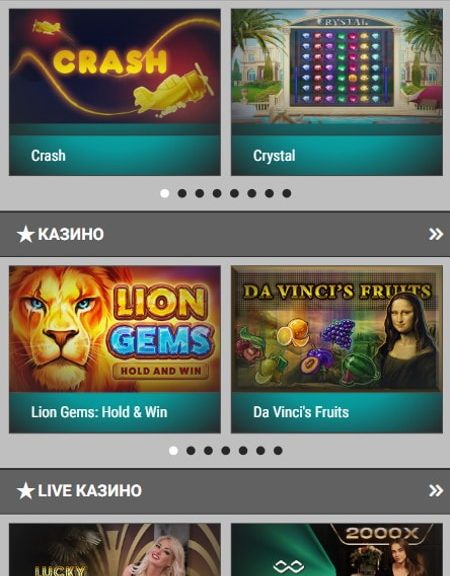 CRASH
CRYSTAL
Crash
Crystal
КАЗИНО
LION
GEMS
HOLD AND WIN
DA VINCI'S FRUITS
Lion Gems: Hold & Win
Da Vinci's Fruits
LIVE КАЗИНО
LUCKY
2000X